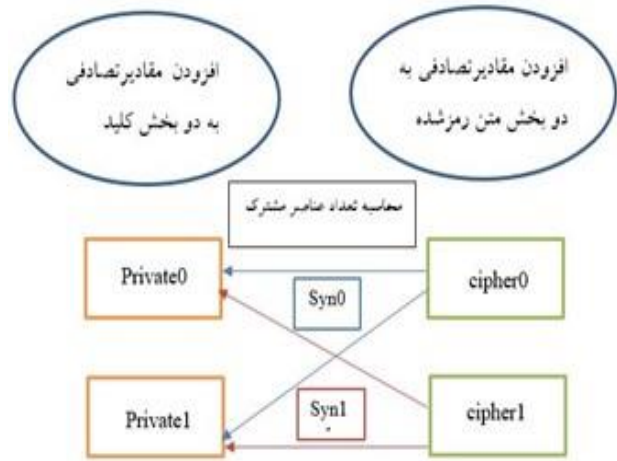 افزودن مقادیرتصادفی به
دو بخش متن رمزشده
افزودن مقادیرتصادفی
به دو بخش کلید
محاسبه تعداد عناصر مشترک
Private0
cipher0
Syn0
Private1
Syn1
cipher1